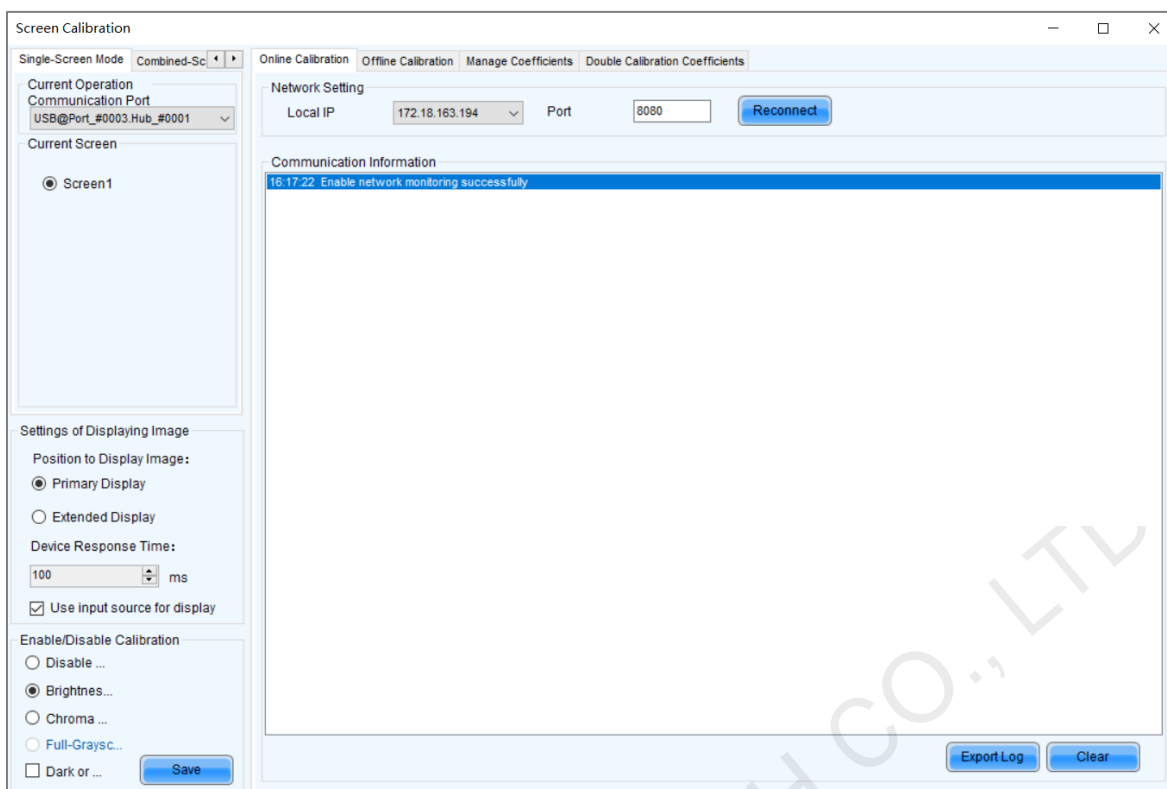 Screen Calibration
Single-Screen Mode
Combined-Sc
Current Operation
Communication Port
USB@Port_#0003.Hub_#0001
Current Screen
Screen1
Settings of Displaying Image
Position to Display Image:
Primary Display
Extended Display
Device Response Time:
100 ms
Use input source for display
Enable/Disable Calibration
Disable ...
Brightnes...
Chroma ...
Full-Graysc...
Dark or ...
Save
Online Calibration
Offline Calibration
Manage Coefficients
Double Calibration Coefficients
Network Setting
Local IP 172.18.163.194 Port 8080 Reconnect
Communication Information
16:17:22 Enable network monitoring successfully
Export Log
Clear
H CO., LTD